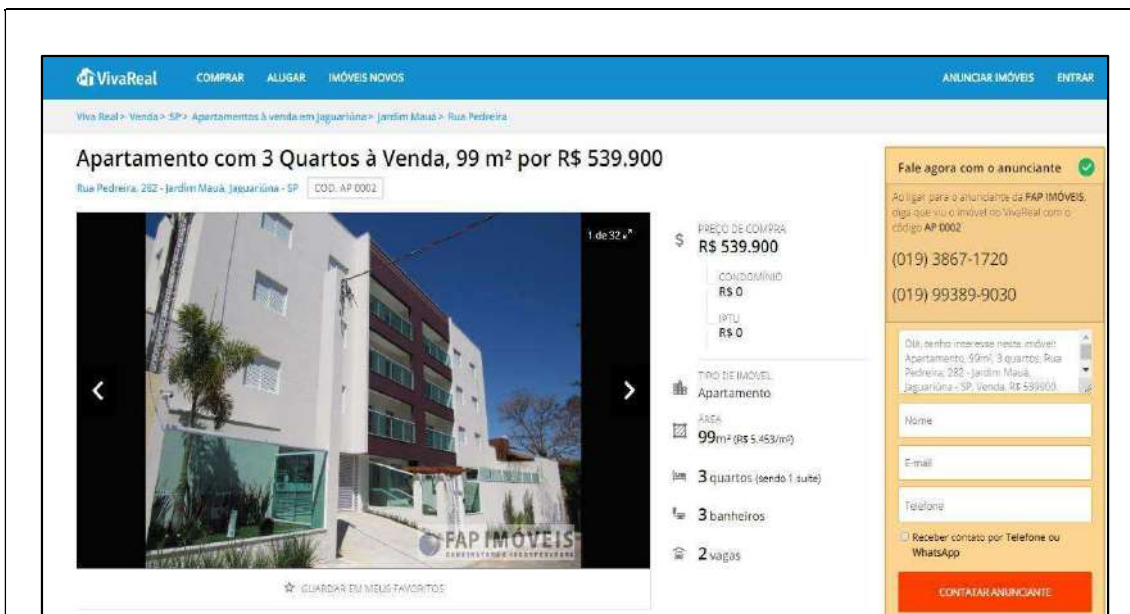 VivaReal COMPRAR ALUGAR IMÓVEIS NOVOS ANUNCIAR IMÓVEIS ENTRAR
Viva Real > Venda > SP > Apartamentos à venda em Jaguariúna > Jardim Mauá > Rua Pedreira
Apartamento com 3 Quartos à Venda, 99 m² por R$ 539.900
Rua Pedreira, 282 - Jardim Mauá, Jaguariúna - SP COD. AP 0002
1 de 32
FAP IMÓVEIS
GUARDAR EM MEUS FAVORITOS
PREÇO DE COMPRA
$ R$ 539.900
CONDOMÍNIO
R$ 0
IPTU
R$ 0
TIPO DE IMÓVEL
Apartamento
ÁREA
99m² (R$ 5.453/m²)
3 quartos (sendo 1 suíte)
3 banheiros
2 vagas
Fale agora com o anunciante
Ao ligar para o anunciante da FAP IMÓVEIS,
diga que viu o imóvel no VivaReal com o
código AP 0002
(019) 3867-1720
(019) 99389-9030
Olá, tenho interesse neste imóvel:
Apartamento, 99m², 3 quartos, Rua
Pedreira, 282 - Jardim Mauá,
Jaguariúna - SP, Venda, R$ 539900.
Nome
E-mail
Telefone
Receber contato por Telefone ou
WhatsApp
CONTATAR ANUNCIANTE